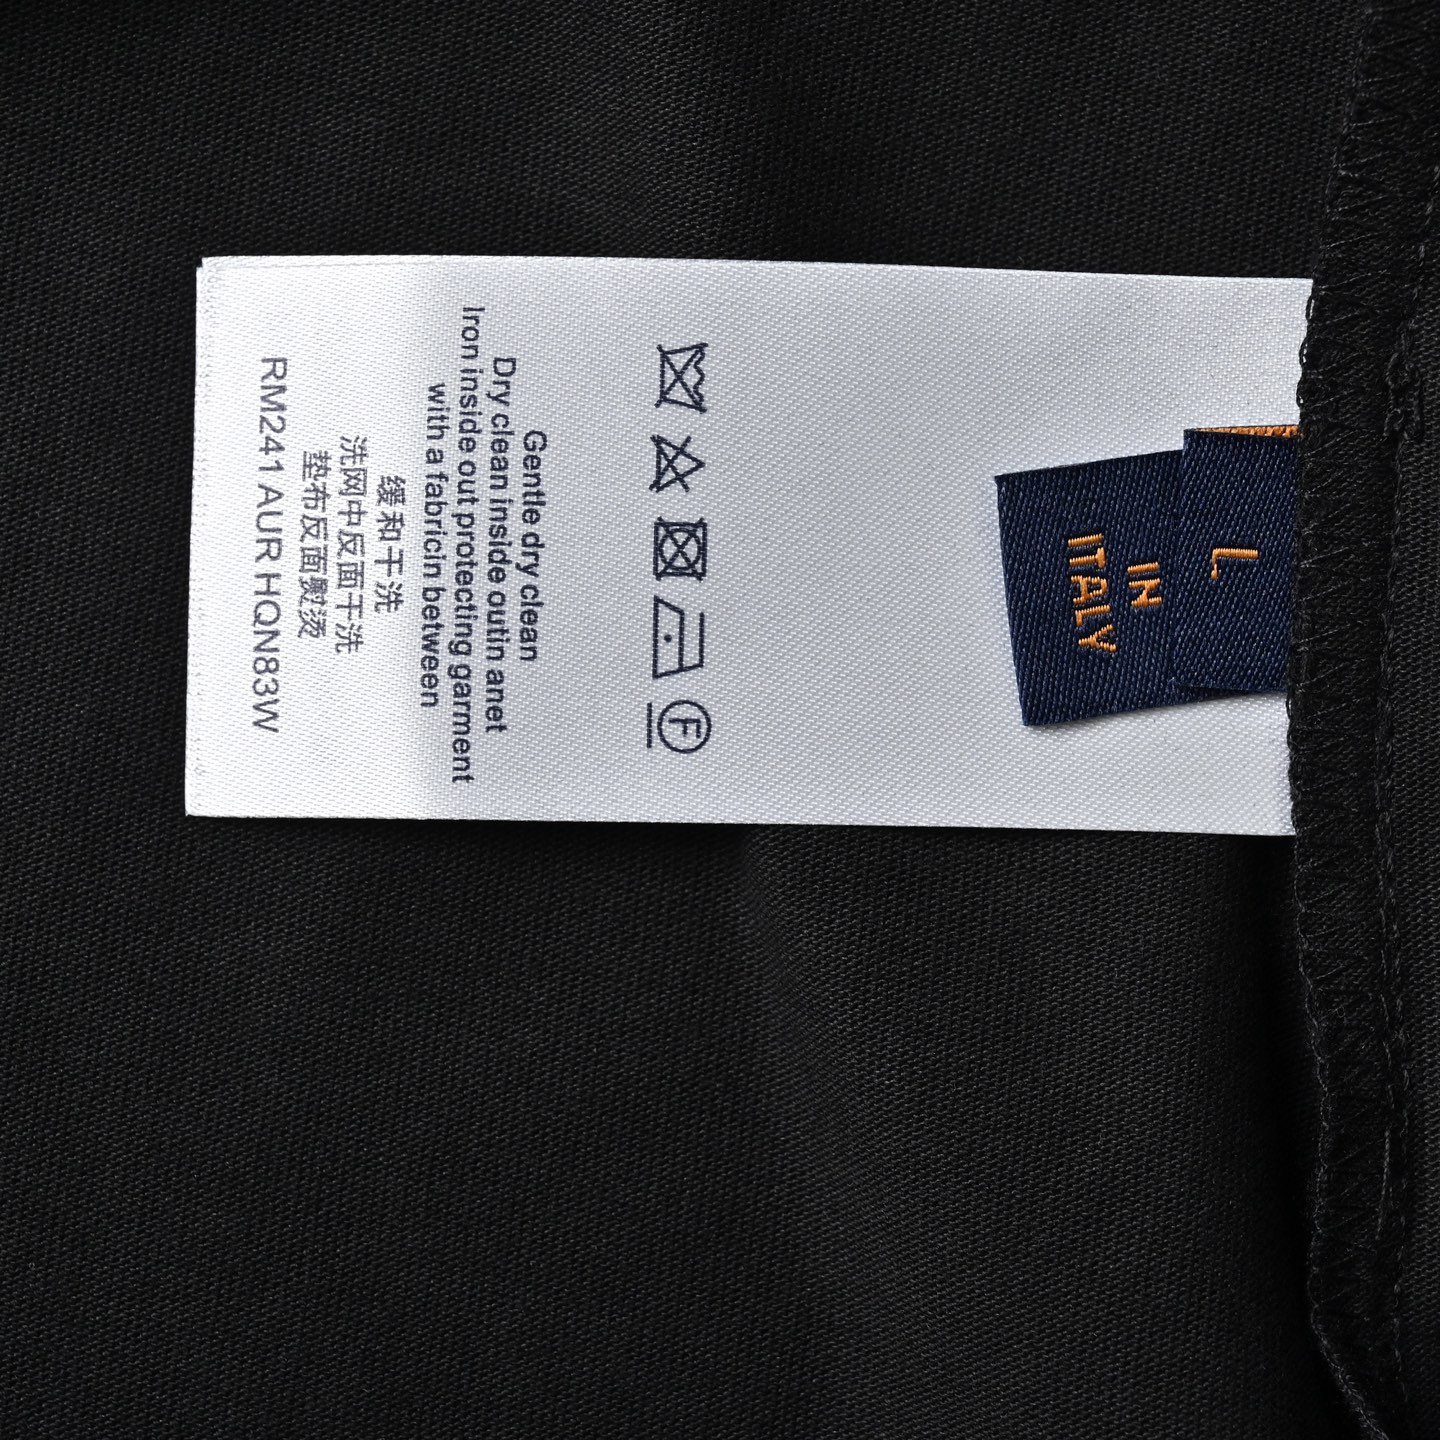 L
IN
ITALY
F
Gentle dry clean
Dry clean inside outin anet
Iron inside out protecting garment
with a fabricin between
缓和干洗
洗网中反面干洗
垫布反面熨烫
RM241 AUR HQN83W